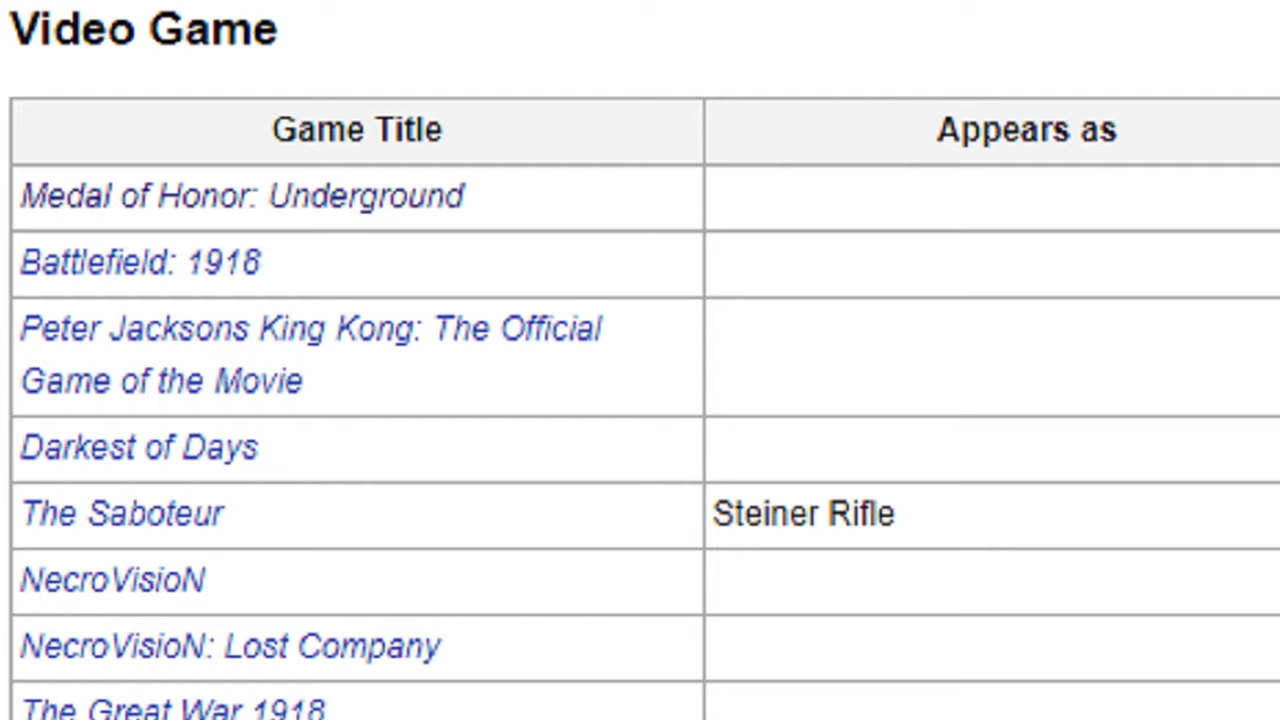 Video Game
Game Title Appears as
Medal of Honor: Underground
Battlefield: 1918
Peter Jacksons King Kong: The Official
Game of the Movie
Darkest of Days
The Saboteur Steiner Rifle
NecroVisioN
NecroVisioN: Lost Company
The Great War 1918